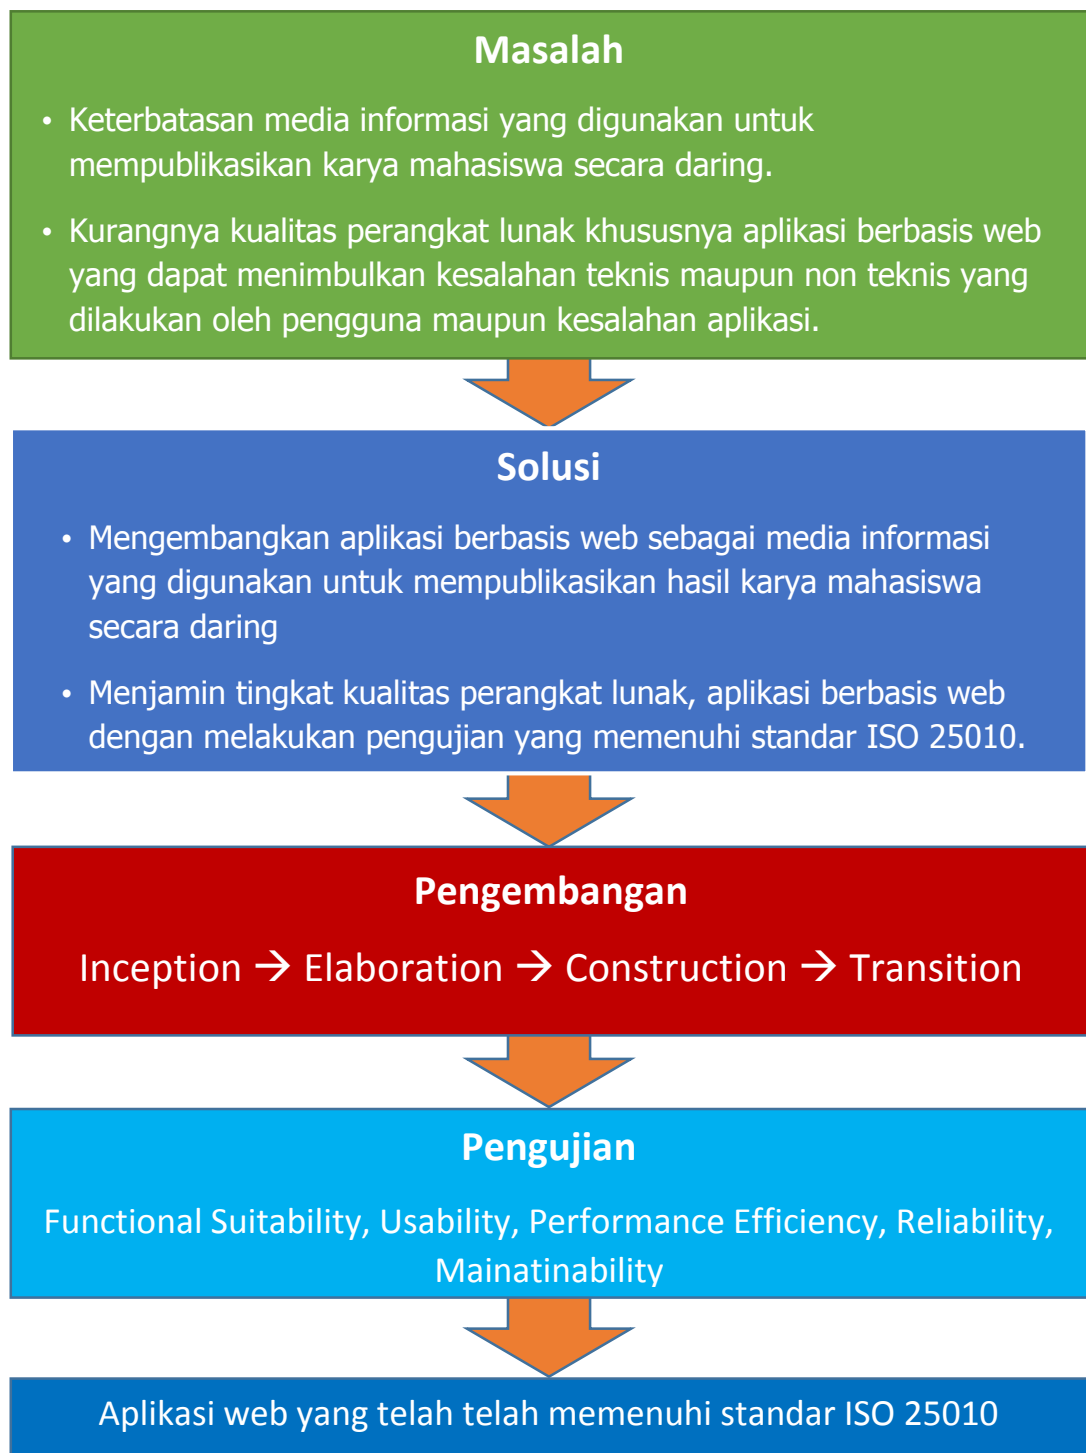 Masalah
• Keterbatasan media informasi yang digunakan untuk
mempublikasikan karya mahasiswa secara daring.
• Kurangnya kualitas perangkat lunak khususnya aplikasi berbasis web
yang dapat menimbulkan kesalahan teknis maupun non teknis yang
dilakukan oleh pengguna maupun kesalahan aplikasi.
Solusi
• Mengembangkan aplikasi berbasis web sebagai media informasi
yang digunakan untuk mempublikasikan hasil karya mahasiswa
secara daring
• Menjamin tingkat kualitas perangkat lunak, aplikasi berbasis web
dengan melakukan pengujian yang memenuhi standar ISO 25010.
Pengembangan
Inception → Elaboration → Construction → Transition
Pengujian
Functional Suitability, Usability, Performance Efficiency, Reliability,
Mainatinability
Aplikasi web yang telah telah memenuhi standar ISO 25010